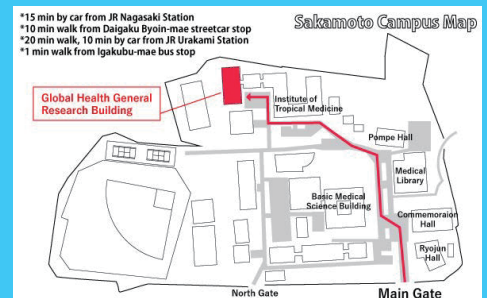 *15 min by car from JR Nagasaki Station
*10 min walk from Daigaku Byoin-mae streetcar stop
*20 min walk, 10 min by car from JR Urakami Station
*1 min walk from Igakubu-mae bus stop
Sakamoto Campus Map
Global Health General
Research Building
Institute of
Tropical Medicine
Pompe Hall
Medical
Library
Basic Medical
Science Building
Commemoraion
Hall
Ryojun
Hall
North Gate
Main Gate